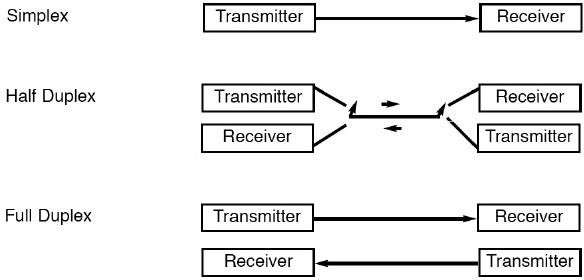 Simplex Transmitter Receiver
Half Duplex Transmitter Receiver
Receiver Transmitter
Full Duplex Transmitter Receiver
Receiver Transmitter